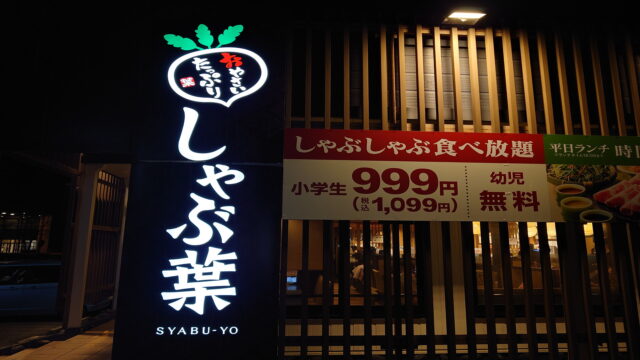 おやさい
たっぷり
葉
しゃぶ葉
SYABU-YO
しゃぶしゃぶ食べ放題
小学生 999円
(税込1,099円)
幼児
無料
平日ランチ
時